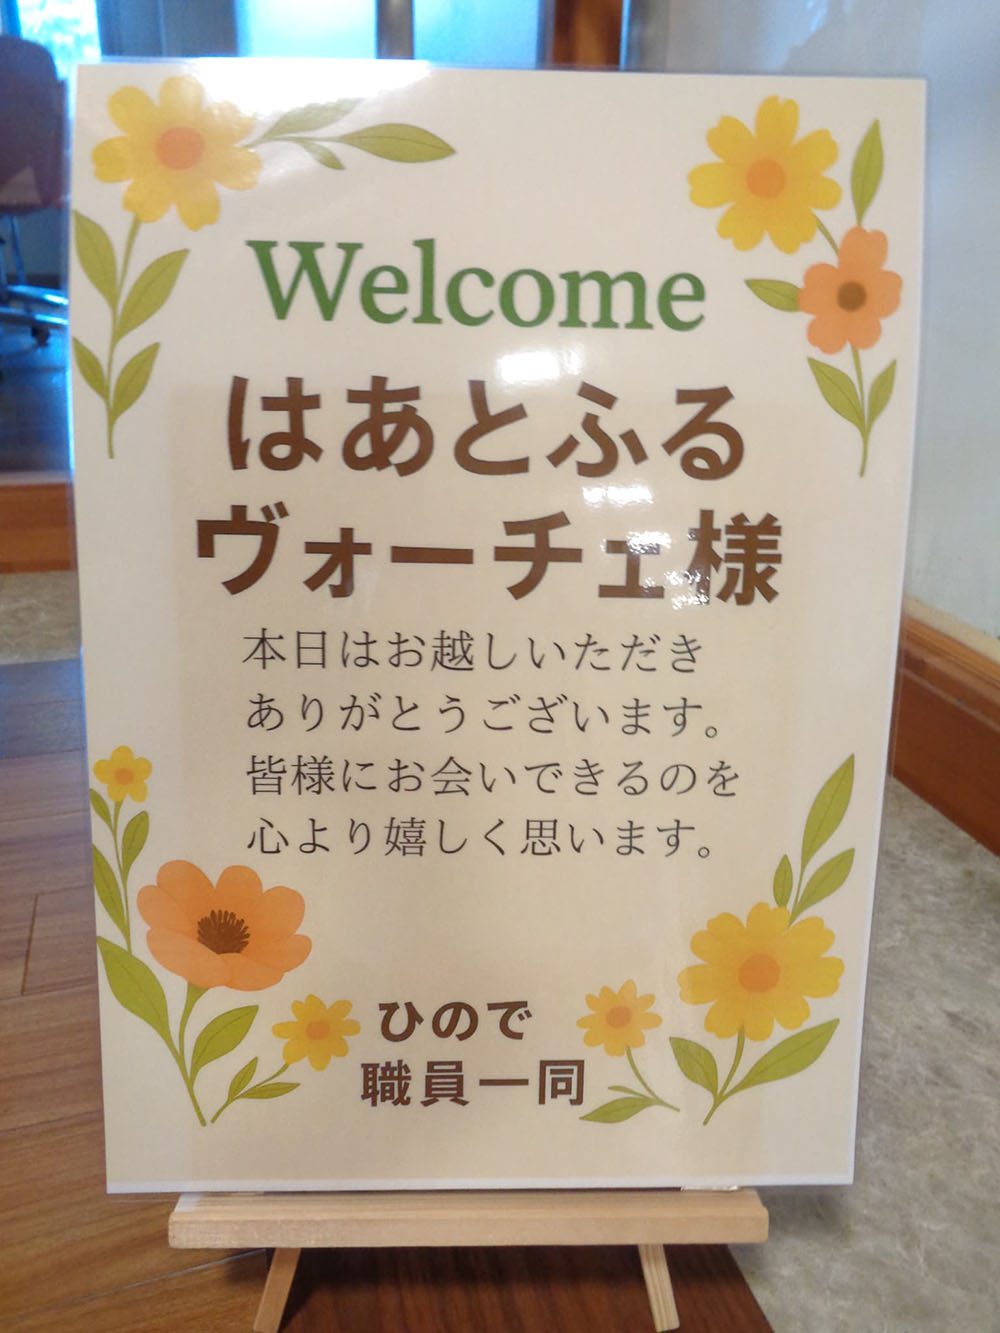 Welcome
はあとふる
ヴォーチェ様
本日はお越しいただき
ありがとうございます。
皆様にお会いできるのを
心より嬉しく思います。
ひので
職員一同